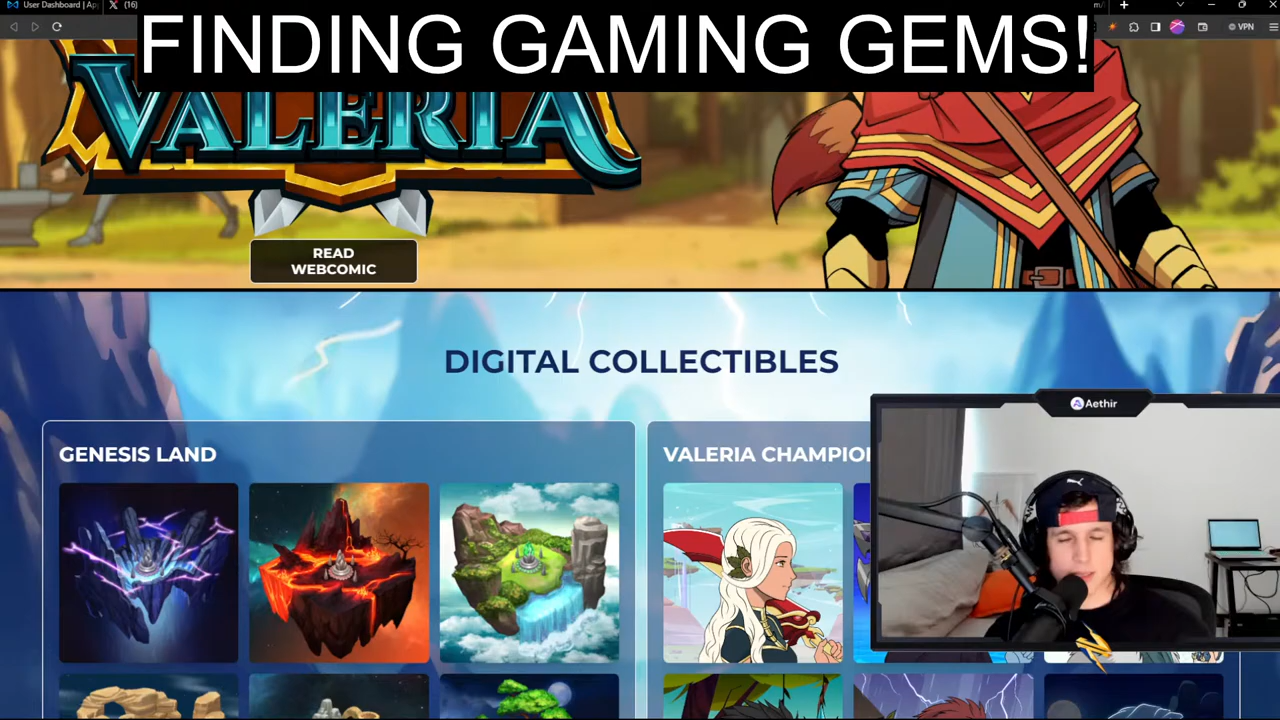 User Dashboard | Ap
(16)
FINDING GAMING GEMS!
VPN
VALERIA
READ
WEBCOMIC
DIGITAL COLLECTIBLES
Aethir
GENESIS LAND
VALERIA CHAMPIO